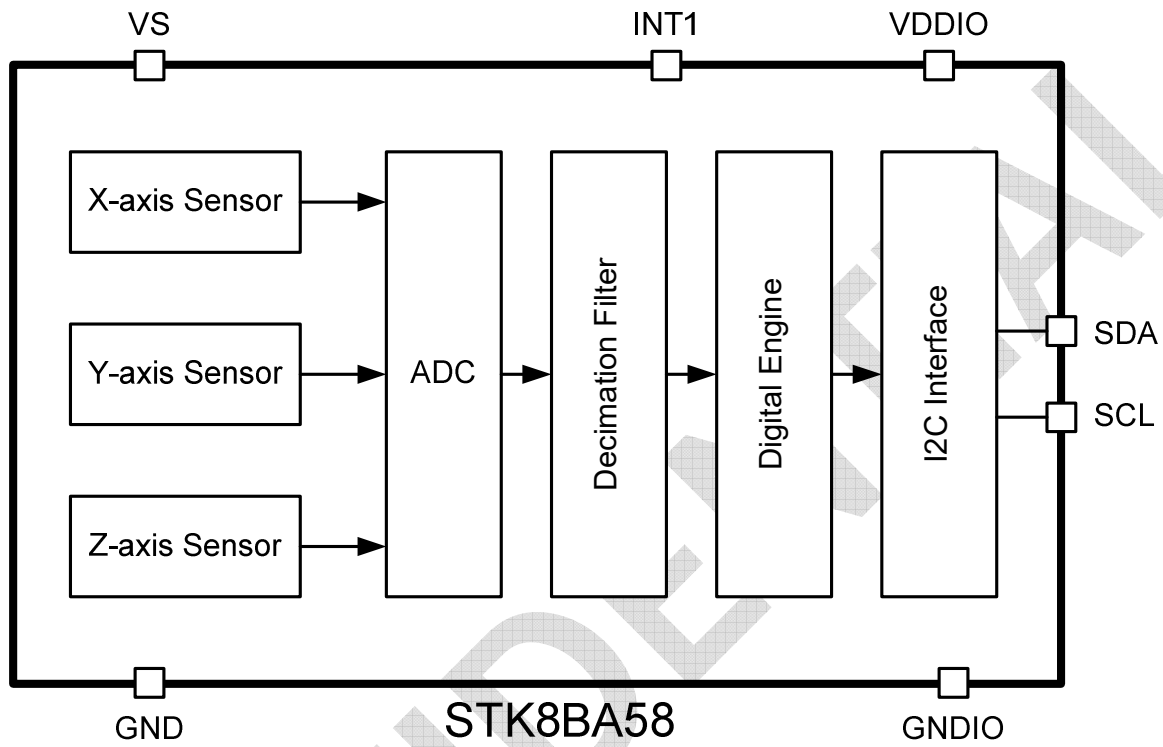 VS
INT1
VDDIO
X-axis Sensor
Y-axis Sensor
Z-axis Sensor
ADC
Decimation Filter
Digital Engine
I2C Interface
SDA
SCL
GND
STK8BA58
GNDIO